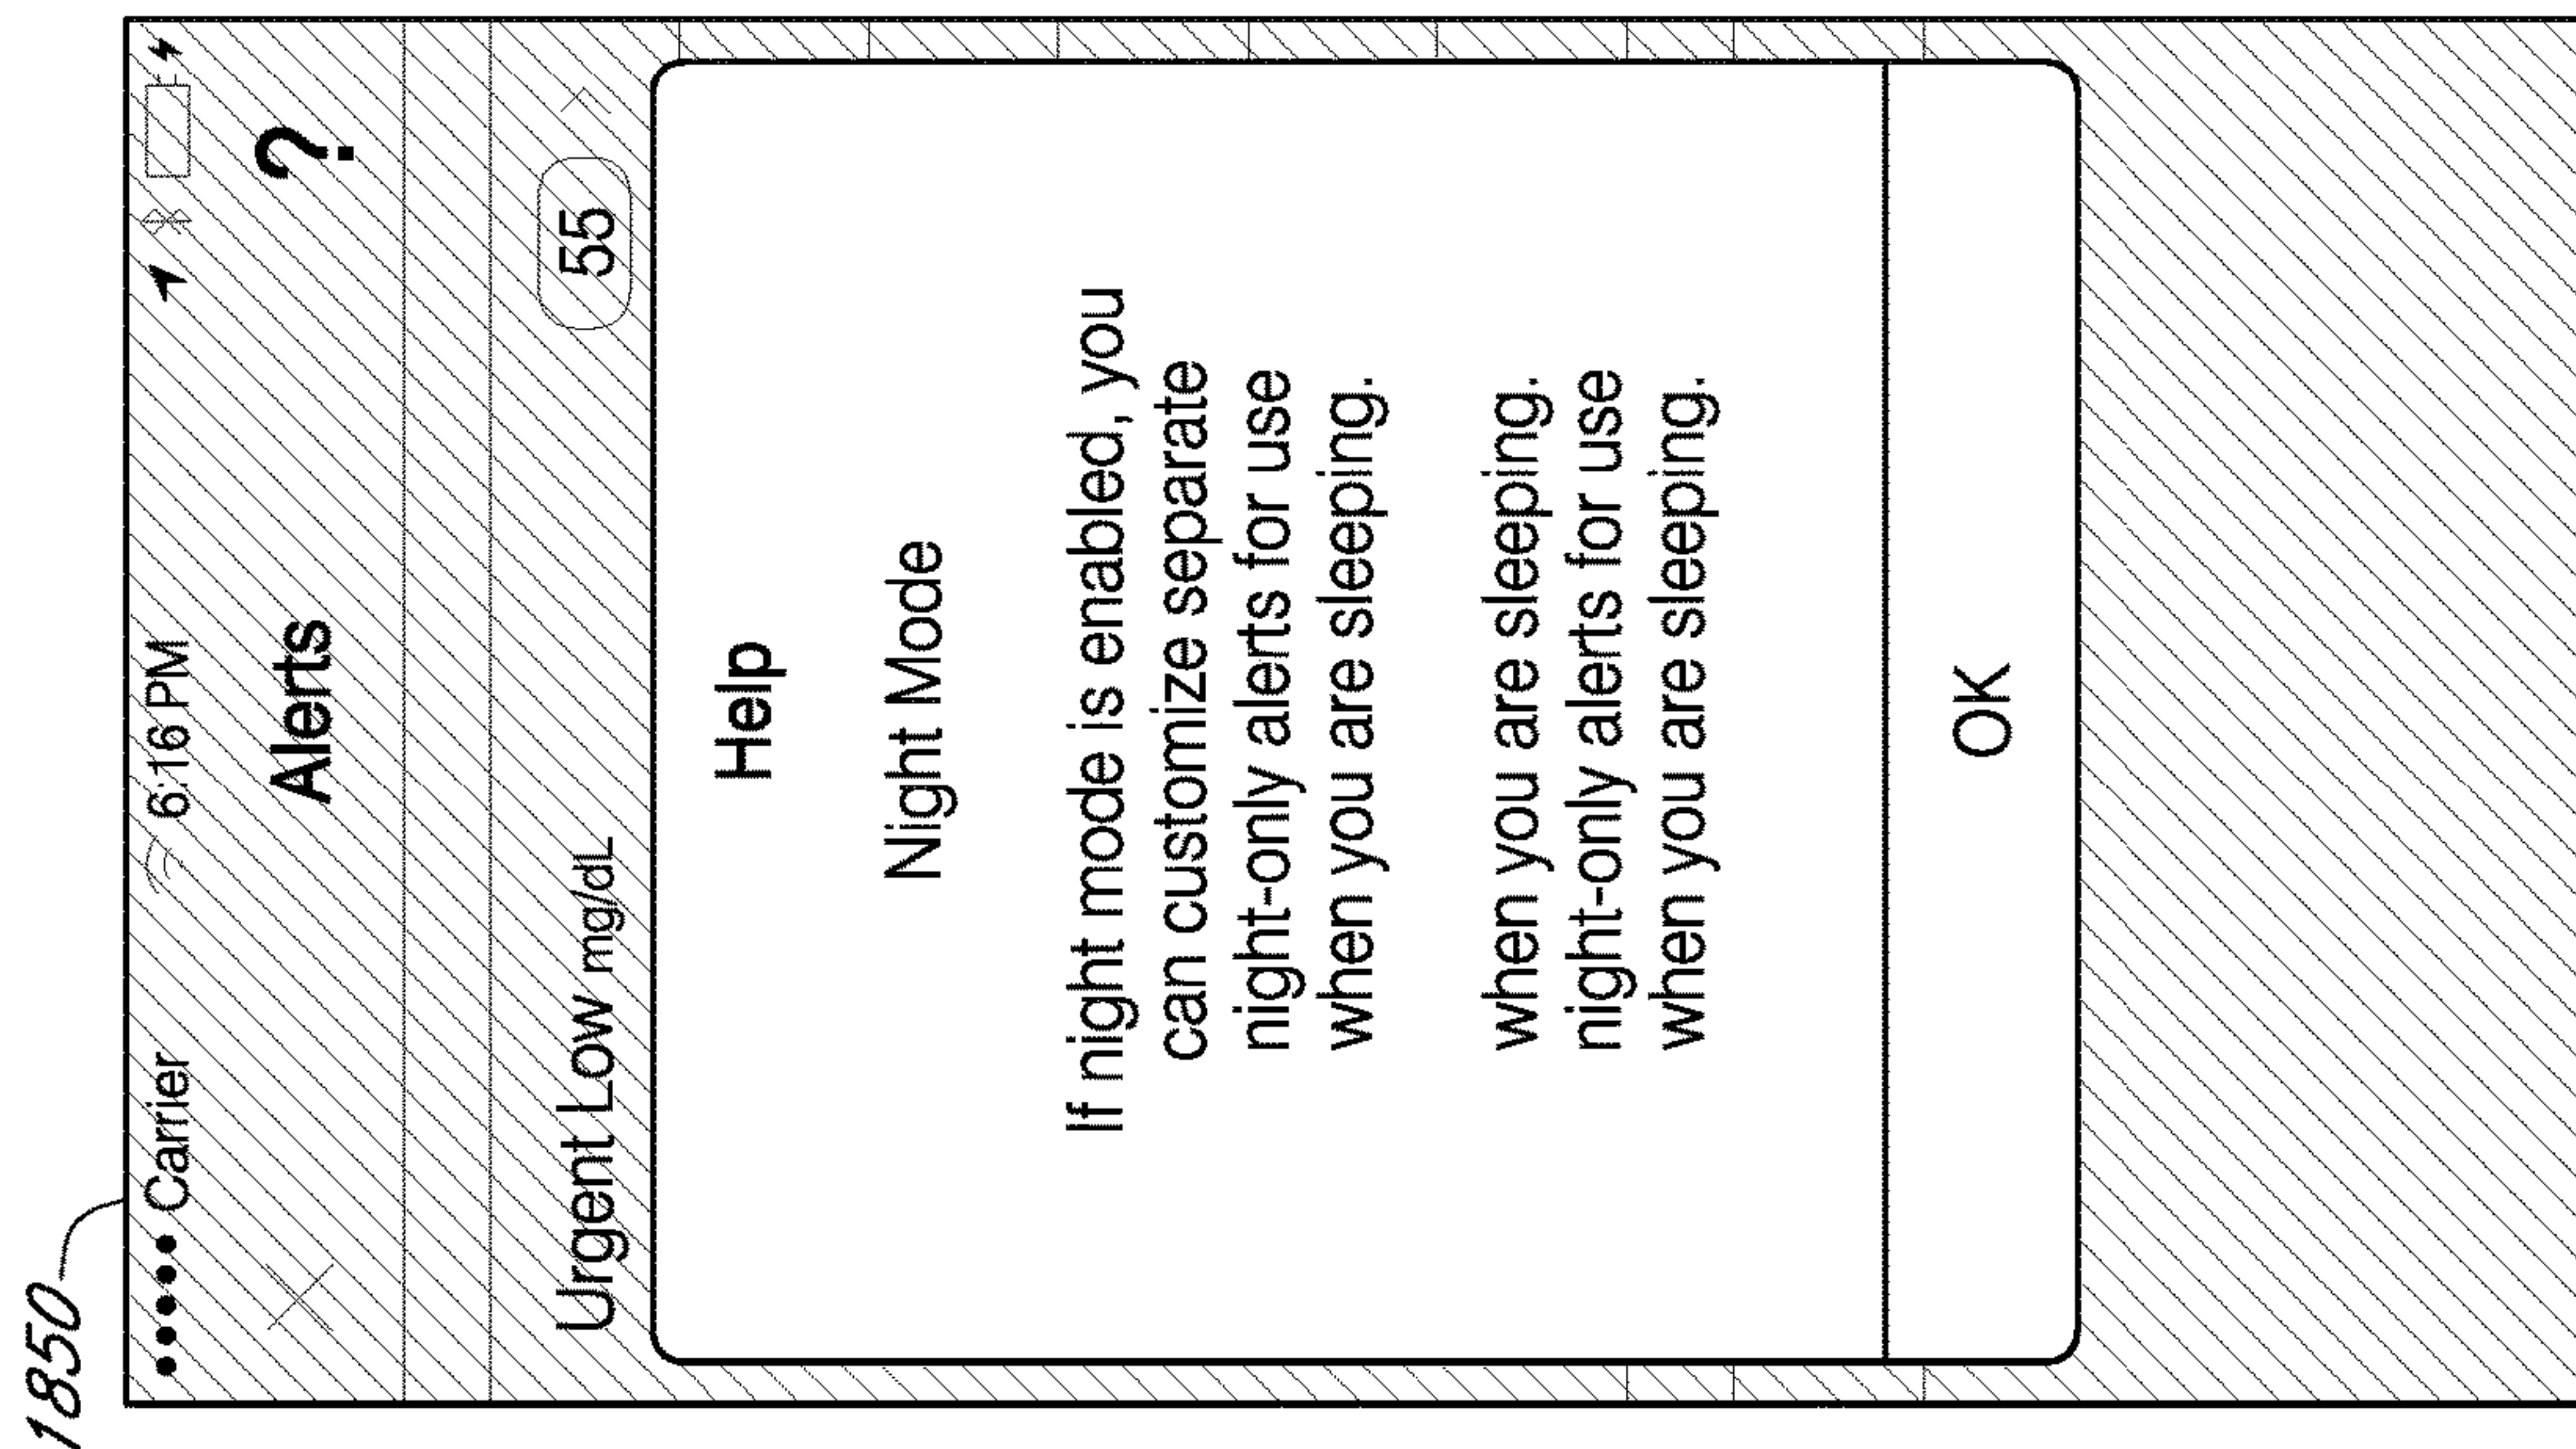 1850
Carrier 6:16 PM
Alerts ?
Urgent Low mg/dL 55
Help
Night Mode
If night mode is enabled, you
can customize separate
night-only alerts for use
when you are sleeping.
when you are sleeping.
night-only alerts for use
when you are sleeping.
OK